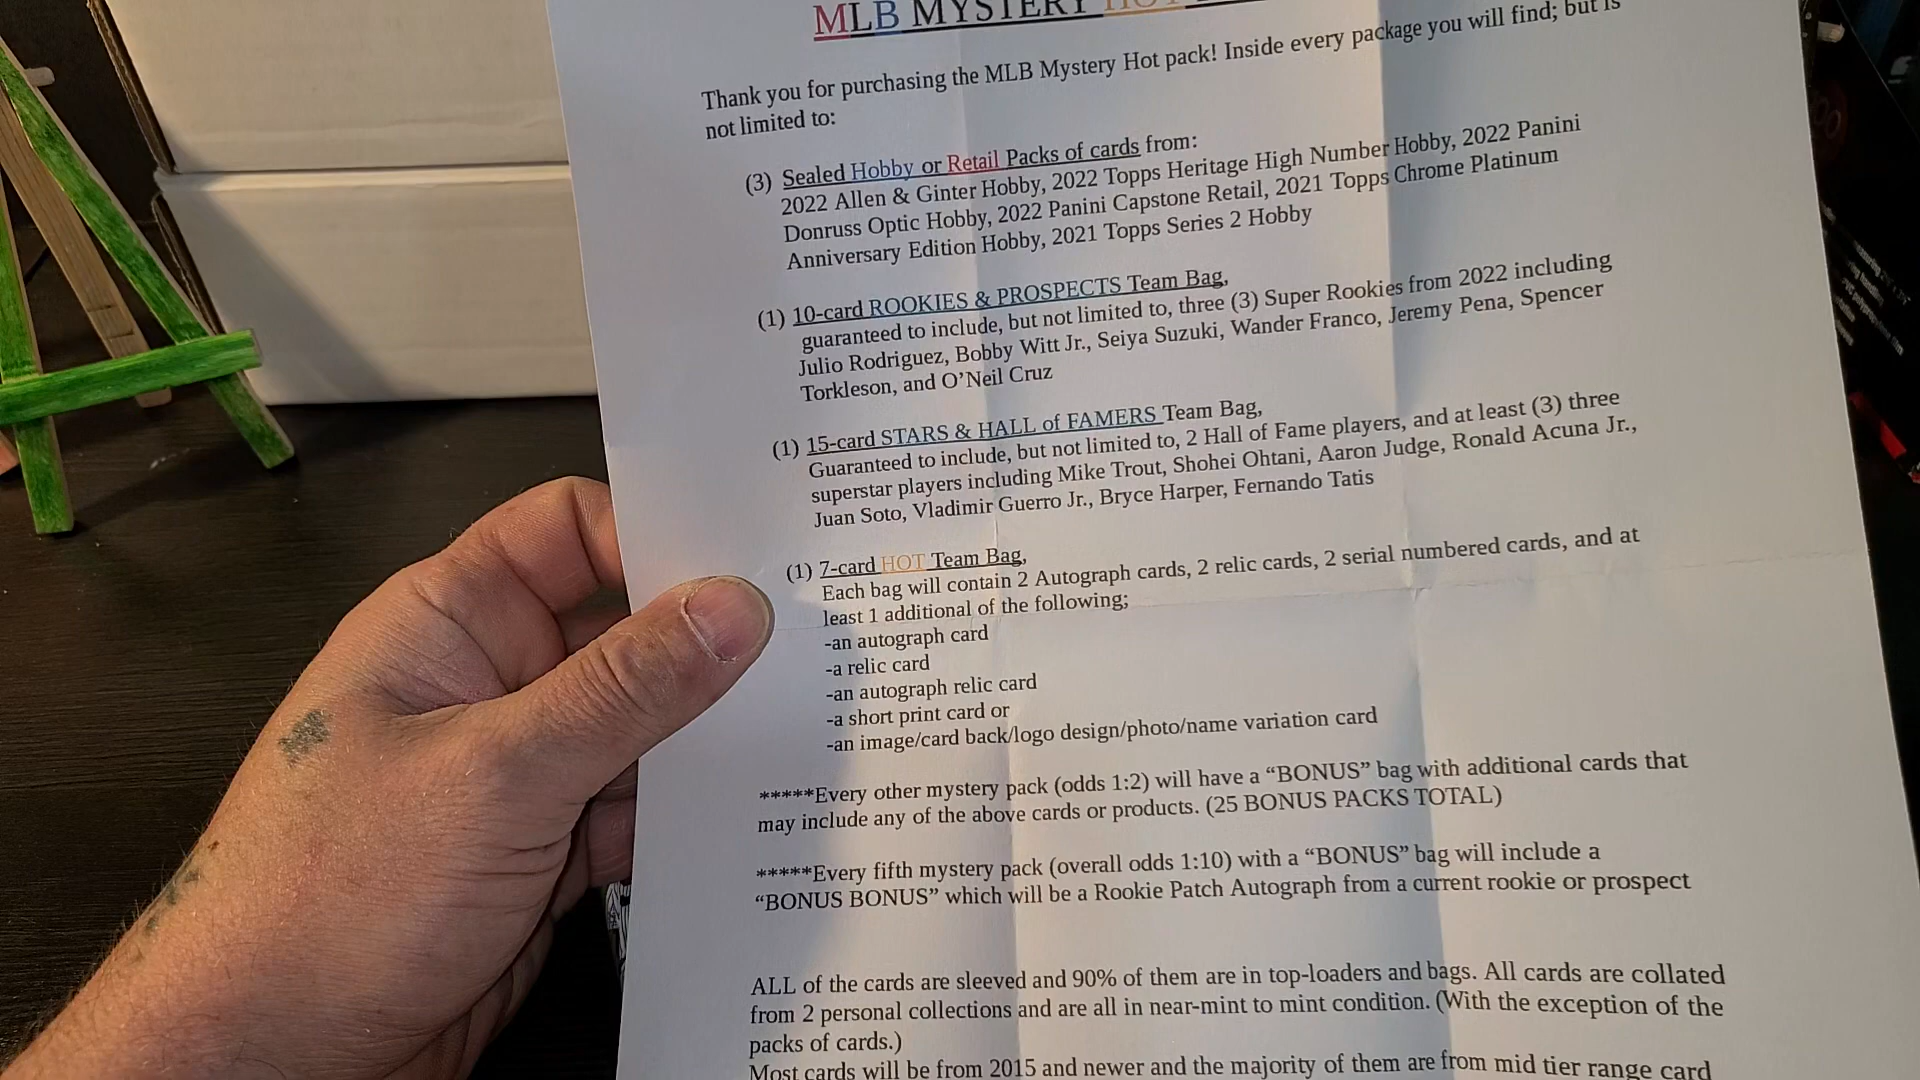 MLB MYSTERY HOT
Thank you for purchasing the MLB Mystery Hot pack! Inside every package you will find; but is
not limited to:
(3) Sealed Hobby or Retail Packs of cards from:
2022 Allen & Ginter Hobby, 2022 Topps Heritage High Number Hobby, 2022 Panini
Donruss Optic Hobby, 2022 Panini Capstone Retail, 2021 Topps Chrome Platinum
Anniversary Edition Hobby, 2021 Topps Series 2 Hobby
(1) 10-card ROOKIES & PROSPECTS Team Bag,
guaranteed to include, but not limited to, three (3) Super Rookies from 2022 including
Julio Rodriguez, Bobby Witt Jr., Seiya Suzuki, Wander Franco, Jeremy Pena, Spencer
Torkleson, and O’Neil Cruz
(1) 15-card STARS & HALL of FAMERS Team Bag,
Guaranteed to include, but not limited to, 2 Hall of Fame players, and at least (3) three
superstar players including Mike Trout, Shohei Ohtani, Aaron Judge, Ronald Acuna Jr.,
Juan Soto, Vladimir Guerro Jr., Bryce Harper, Fernando Tatis
(1) 7-card HOT Team Bag,
Each bag will contain 2 Autograph cards, 2 relic cards, 2 serial numbered cards, and at
least 1 additional of the following;
-an autograph card
-a relic card
-an autograph relic card
-a short print card or
-an image/card back/logo design/photo/name variation card
*****Every other mystery pack (odds 1:2) will have a “BONUS” bag with additional cards that
may include any of the above cards or products. (25 BONUS PACKS TOTAL)
*****Every fifth mystery pack (overall odds 1:10) with a “BONUS” bag will include a
“BONUS BONUS” which will be a Rookie Patch Autograph from a current rookie or prospect
ALL of the cards are sleeved and 90% of them are in top-loaders and bags. All cards are collated
from 2 personal collections and are all in near-mint to mint condition. (With the exception of the
packs of cards.)
Most cards will be from 2015 and newer and the majority of them are from mid tier range card